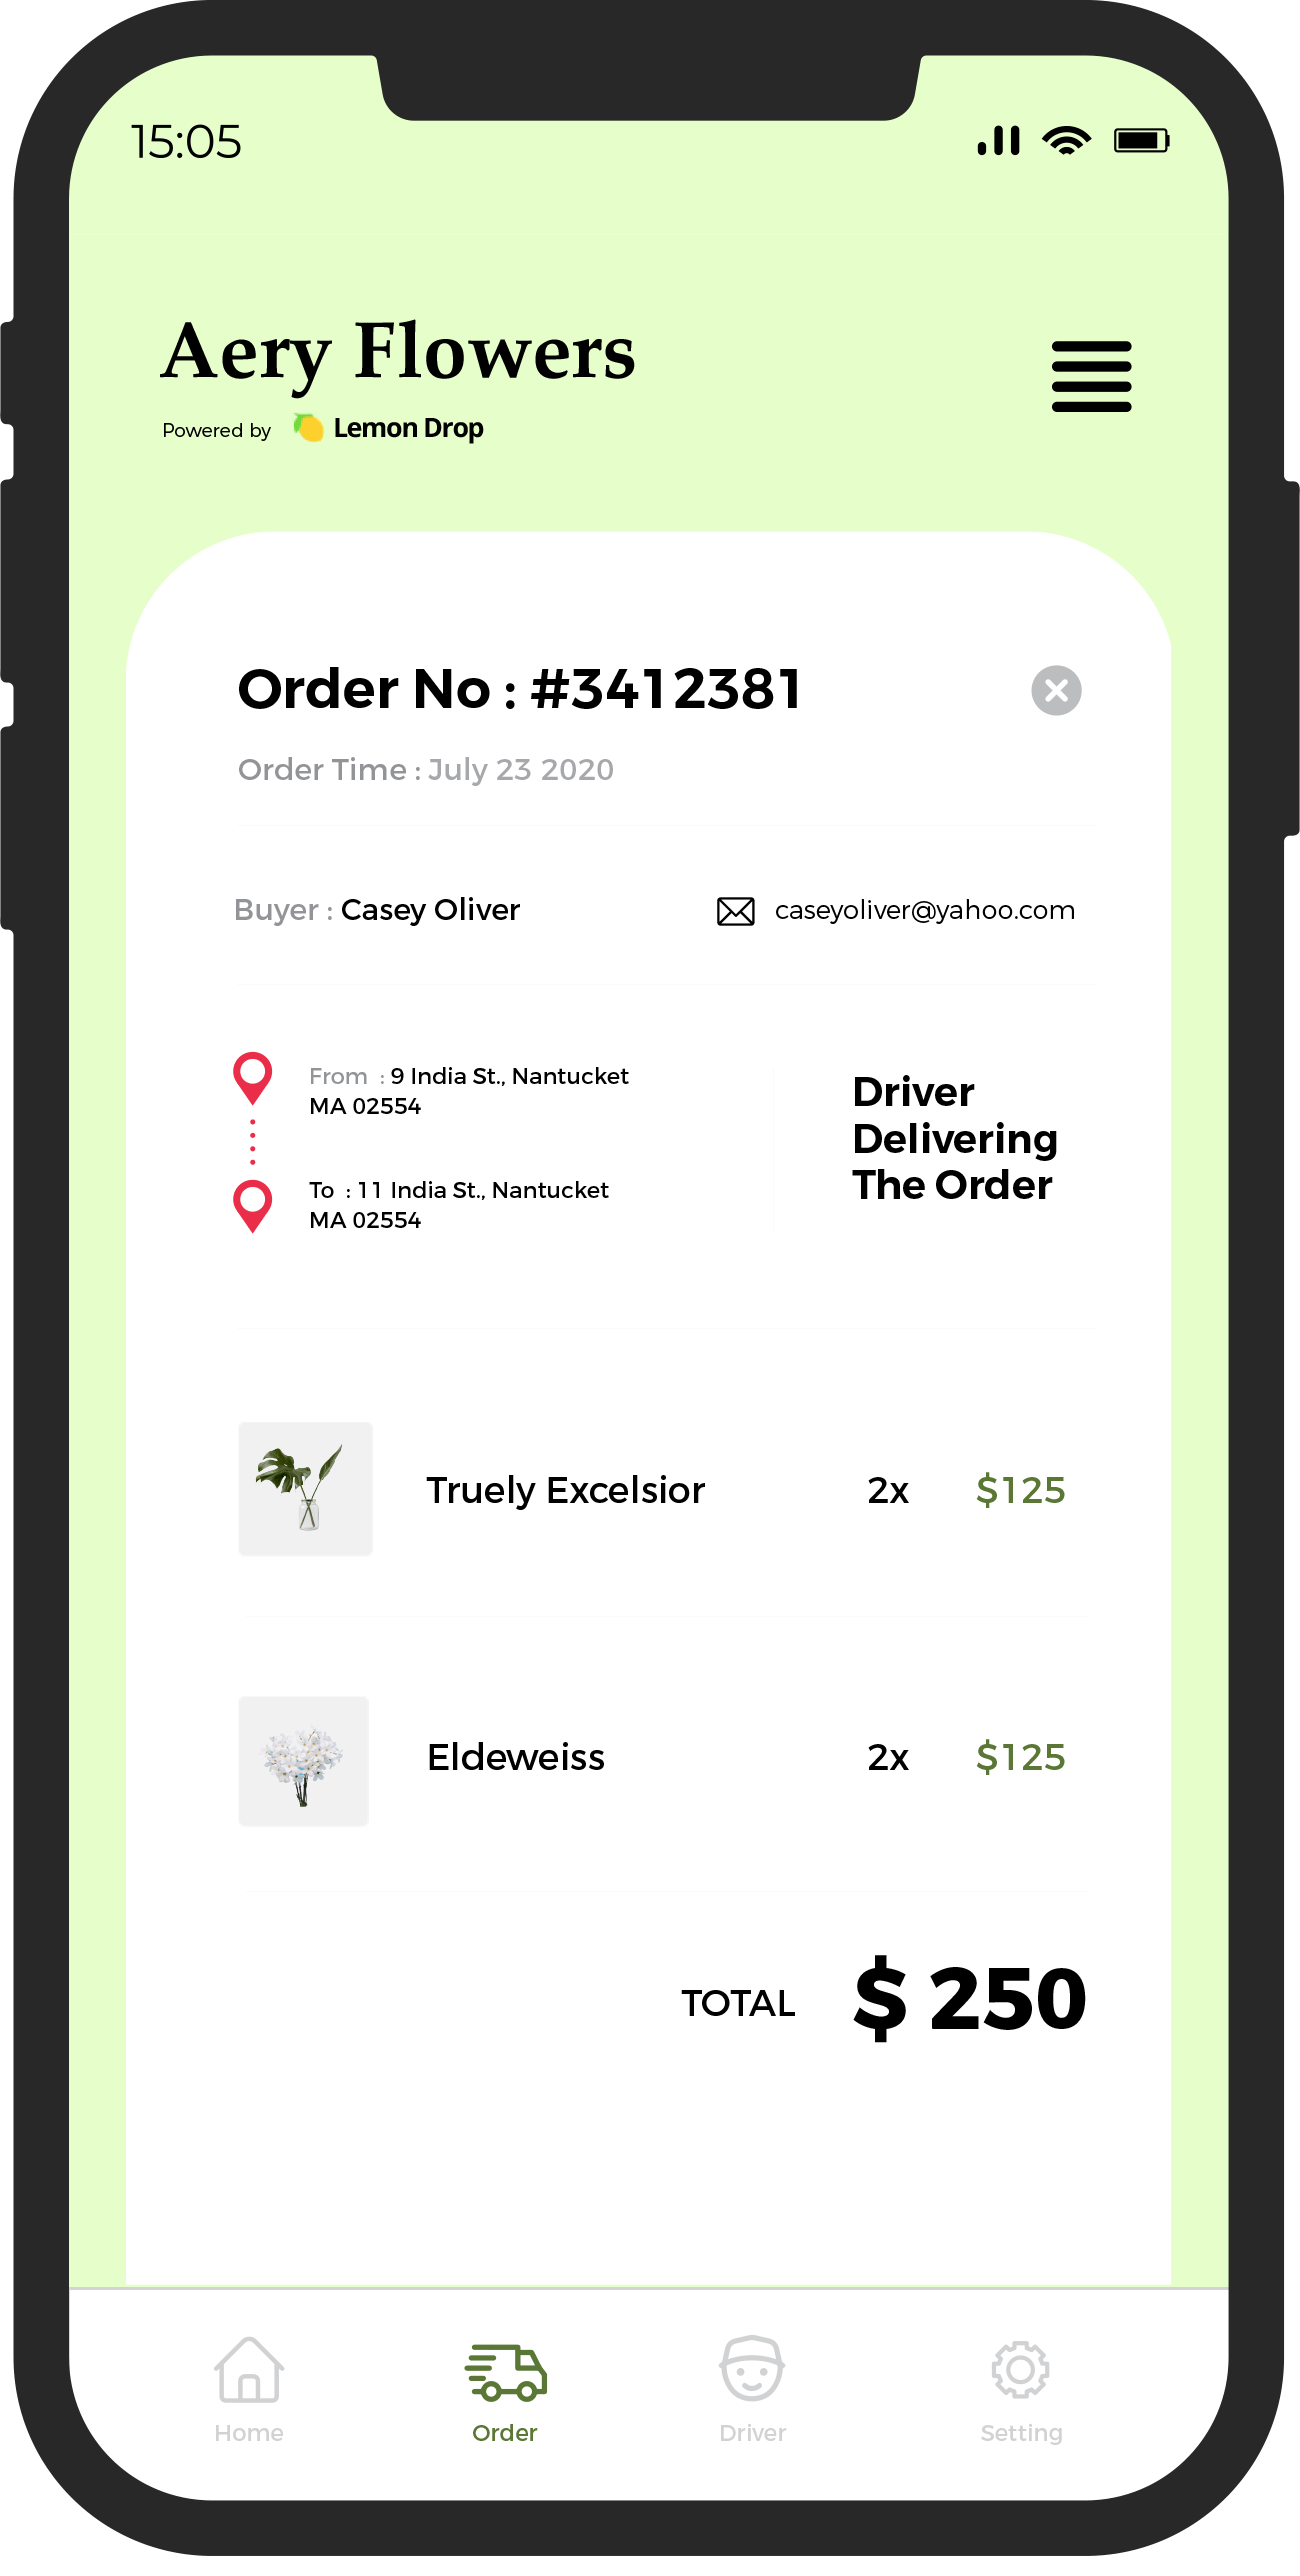 15:05
Aery Flowers
Powered by Lemon Drop
Order No : #3412381
Order Time : July 23 2020
Buyer : Casey Oliver
caseyoliver@yahoo.com
From : 9 India St., Nantucket
MA 02554
To : 11 India St., Nantucket
MA 02554
Driver
Delivering
The Order
Truely Excelsior 2x $125
Eldeweiss 2x $125
TOTAL $ 250
Home Order Driver Setting